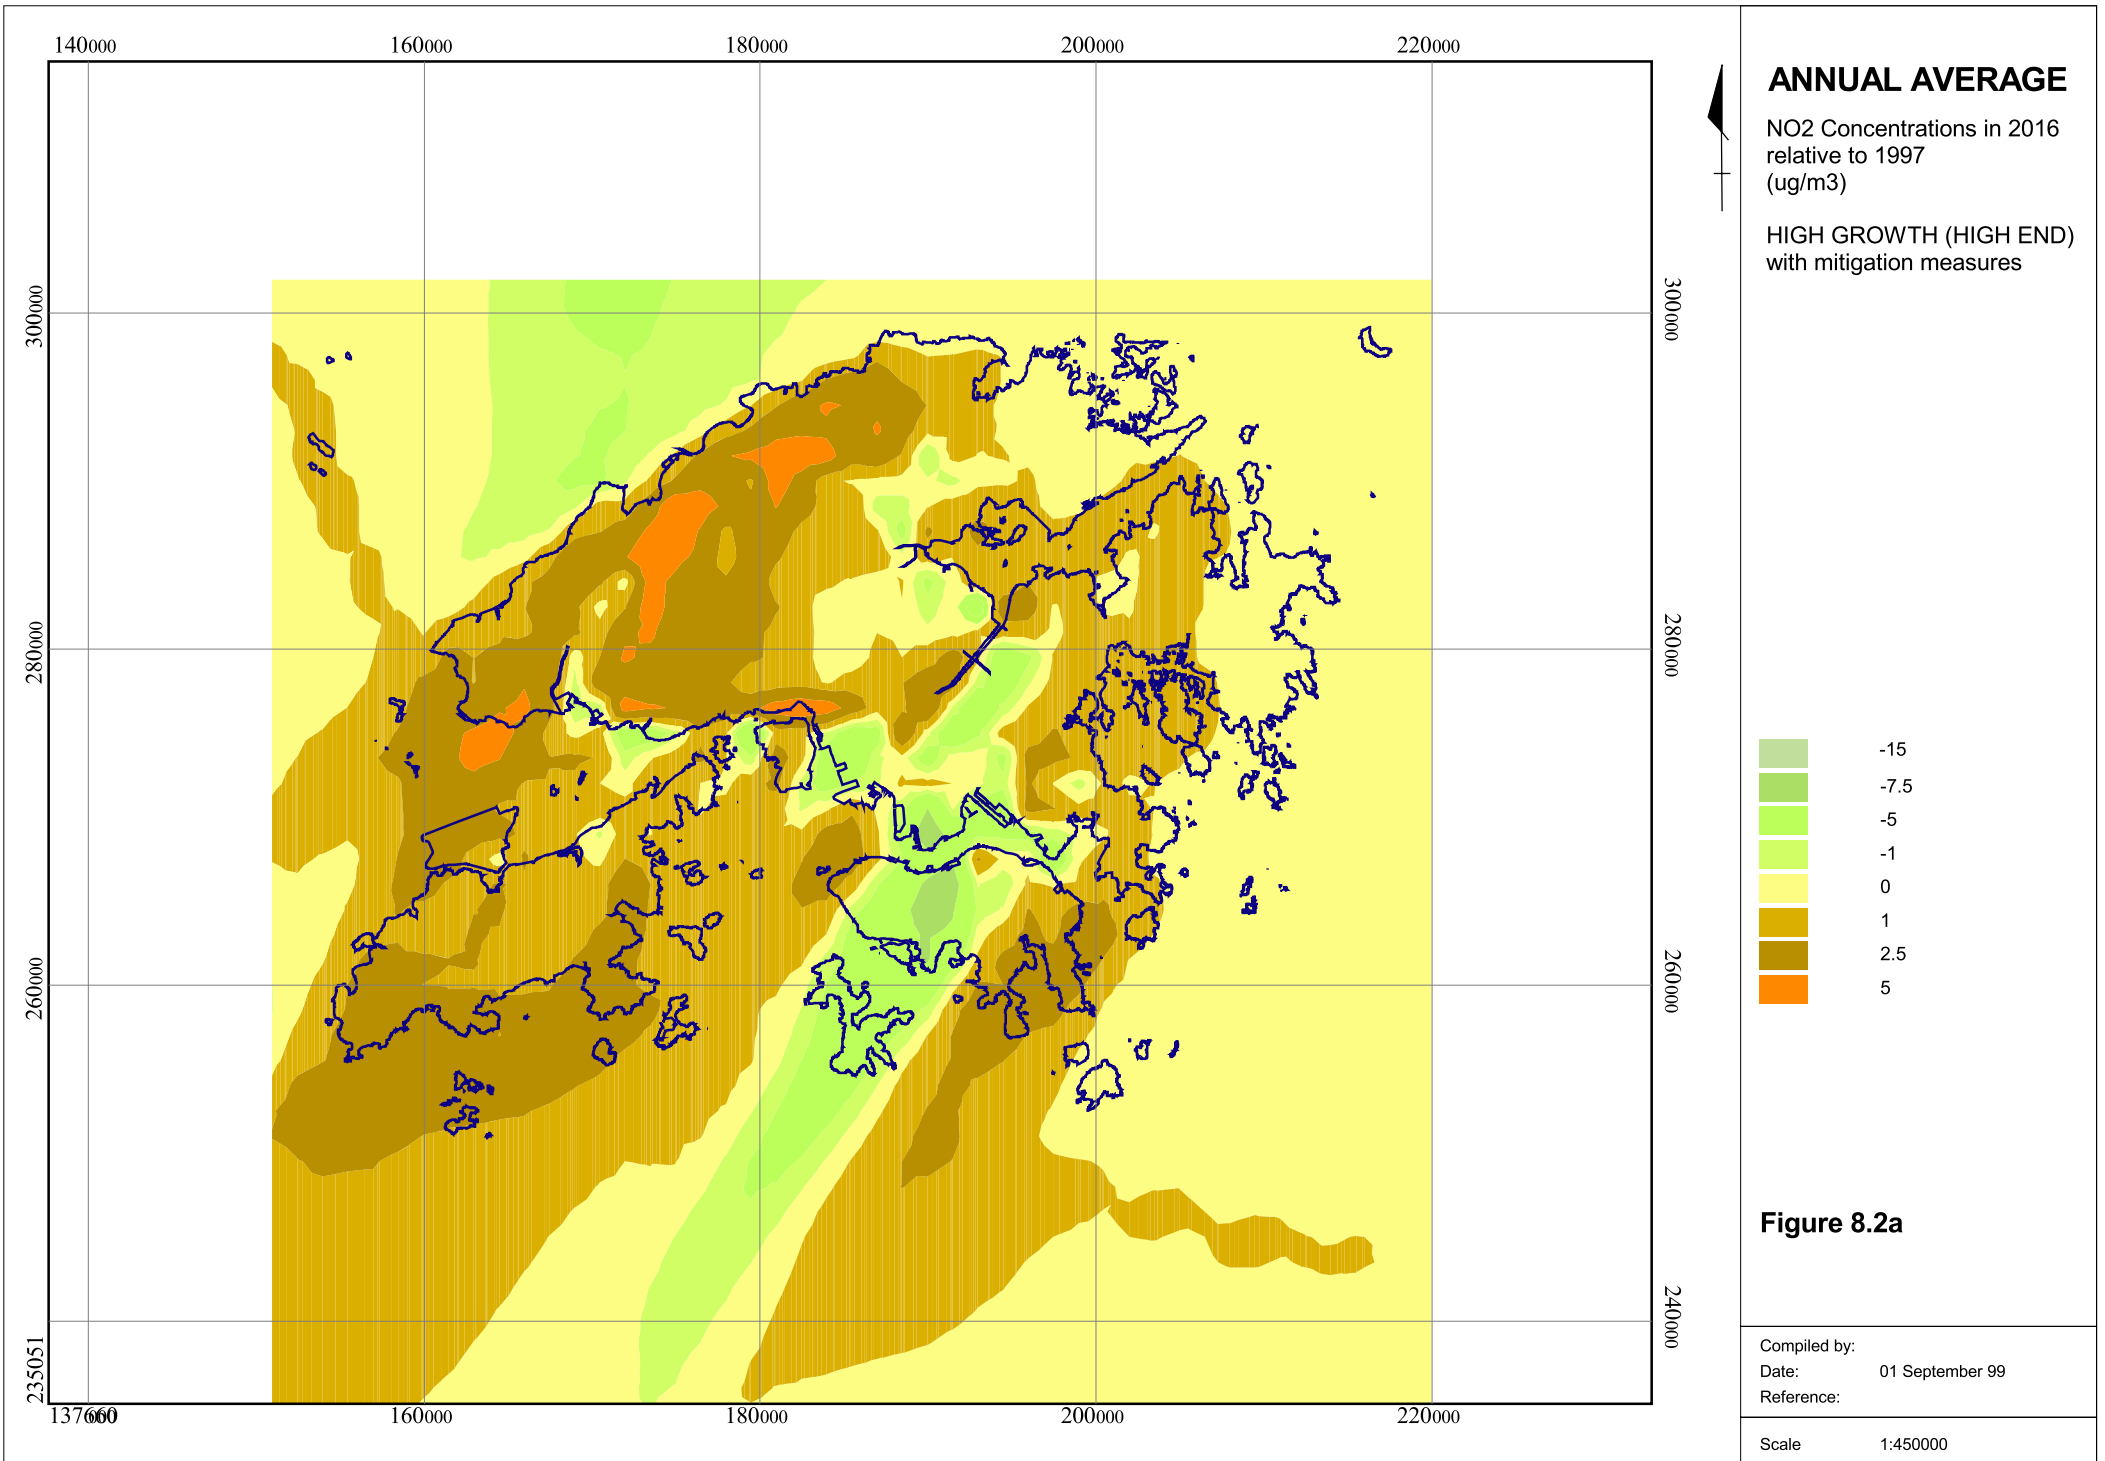 140000 160000 180000 200000 220000
300000
280000
260000
240000
235051
300000
280000
260000
240000
137660 160000 180000 200000 220000
ANNUAL AVERAGE
NO2 Concentrations in 2016
relative to 1997
(ug/m3)
HIGH GROWTH (HIGH END)
with mitigation measures
-15
-7.5
-5
-1
0
1
2.5
5
Figure 8.2a
Compiled by:
Date: 01 September 99
Reference:
Scale 1:450000